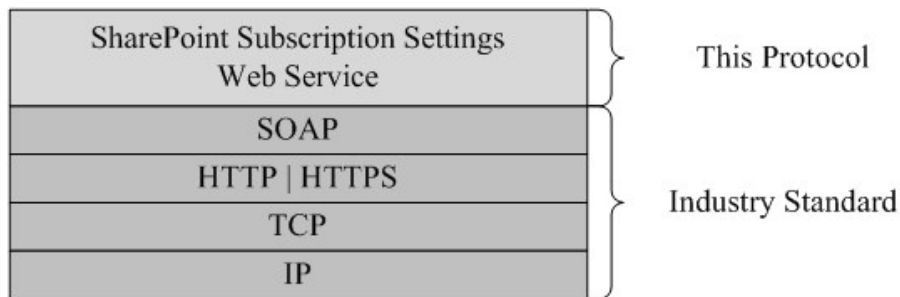 SharePoint Subscription Settings
Web Service
This Protocol
SOAP
HTTP | HTTPS
TCP
IP
Industry Standard